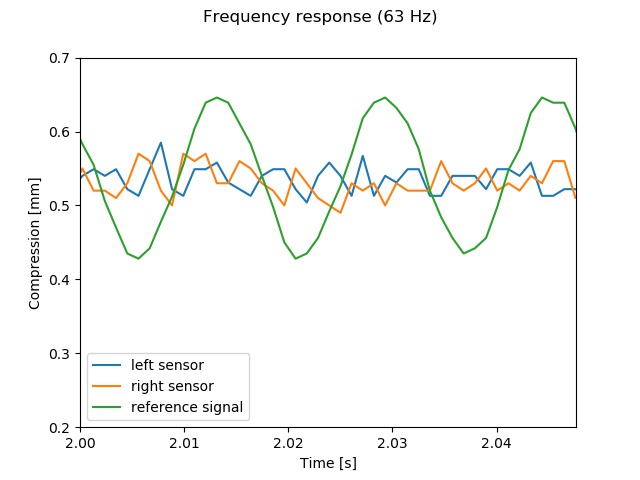 Frequency response (63 Hz)
0.7
0.6
0.5
0.4
0.3
0.2
Compression [mm]
left sensor
right sensor
reference signal
2.00 2.01 2.02 2.03 2.04
Time [s]